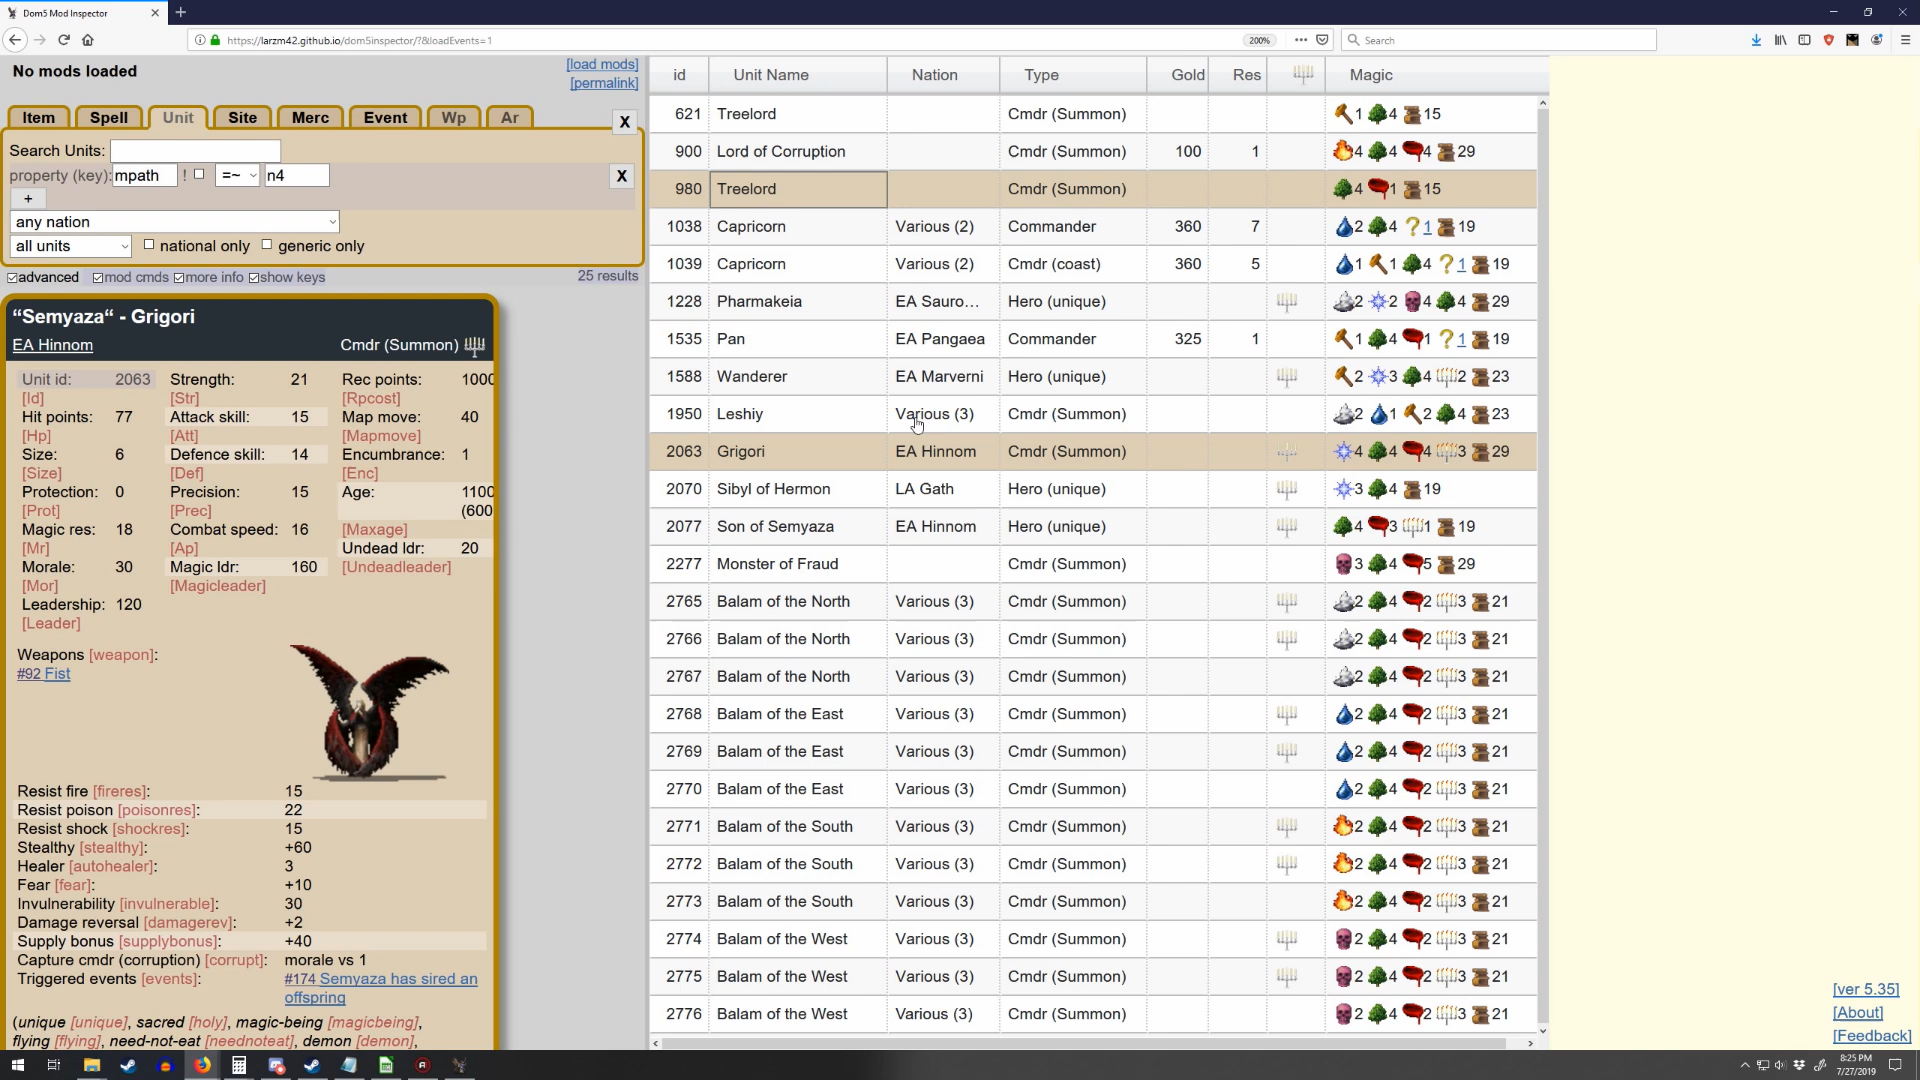 Dom5 Mod Inspector
https://larzm42.github.io/dom5inspector/?&loadEvents=1
200%
Search
No mods loaded
[load mods]
[permalink]
Item Spell Unit Site Merc Event Wp Ar X
Search Units:
property (key): mpath ! =~ n4 X
+
any nation
all units national only generic only
advanced mod cmds more info show keys 25 results
“Semyaza“ - Grigori
EA Hinnom Cmdr (Summon)
Unit id: 2063 Strength: 21 Rec points: 1000
[Id] [Str] [Rpcost]
Hit points: 77 Attack skill: 15 Map move: 40
[Hp] [Att] [Mapmove]
Size: 6 Defence skill: 14 Encumbrance: 1
[Size] [Def] [Enc]
Protection: 0 Precision: 15 Age: 1100
[Prot] [Prec] (600
Magic res: 18 Combat speed: 16 [Maxage]
[Mr] [Ap] Undead ldr: 20
Morale: 30 Magic ldr: 160 [Undeadleader]
[Mor] [Magicleader]
Leadership: 120
[Leader]
Weapons [weapon]:
#92 Fist
Resist fire [fireres]: 15
Resist poison [poisonres]: 22
Resist shock [shockres]: 15
Stealthy [stealthy]: +60
Healer [autohealer]: 3
Fear [fear]: +10
Invulnerability [invulnerable]: 30
Damage reversal [damagerev]: +2
Supply bonus [supplybonus]: +40
Capture cmdr (corruption) [corrupt]: morale vs 1
Triggered events [events]: #174 Semyaza has sired an
offspring
(unique [unique], sacred [holy], magic-being [magicbeing],
flying [flying], need-not-eat [neednoteat], demon [demon],
id Unit Name Nation Type Gold Res Magic
621 Treelord Cmdr (Summon) 1 4 15
900 Lord of Corruption Cmdr (Summon) 100 1 4 4 4 29
980 Treelord Cmdr (Summon) 4 1 15
1038 Capricorn Various (2) Commander 360 7 2 4 ?1 19
1039 Capricorn Various (2) Cmdr (coast) 360 5 1 1 4 ?1 19
1228 Pharmakeia EA Sauro... Hero (unique) 2 2 4 4 29
1535 Pan EA Pangaea Commander 325 1 1 4 1 ?1 19
1588 Wanderer EA Marverni Hero (unique) 2 3 4 2 23
1950 Leshiy Various (3) Cmdr (Summon) 2 1 2 4 23
2063 Grigori EA Hinnom Cmdr (Summon) 4 4 4 3 29
2070 Sibyl of Hermon LA Gath Hero (unique) 3 4 19
2077 Son of Semyaza EA Hinnom Hero (unique) 4 3 1 19
2277 Monster of Fraud Cmdr (Summon) 3 4 5 29
2765 Balam of the North Various (3) Cmdr (Summon) 2 4 2 3 21
2766 Balam of the North Various (3) Cmdr (Summon) 2 4 2 3 21
2767 Balam of the North Various (3) Cmdr (Summon) 2 4 2 3 21
2768 Balam of the East Various (3) Cmdr (Summon) 2 4 2 3 21
2769 Balam of the East Various (3) Cmdr (Summon) 2 4 2 3 21
2770 Balam of the East Various (3) Cmdr (Summon) 2 4 2 3 21
2771 Balam of the South Various (3) Cmdr (Summon) 2 4 2 3 21
2772 Balam of the South Various (3) Cmdr (Summon) 2 4 2 3 21
2773 Balam of the South Various (3) Cmdr (Summon) 2 4 2 3 21
2774 Balam of the West Various (3) Cmdr (Summon) 2 4 2 3 21
2775 Balam of the West Various (3) Cmdr (Summon) 2 4 2 3 21
2776 Balam of the West Various (3) Cmdr (Summon) 2 4 2 3 21
[ver 5.35]
[About]
[Feedback]
8:25 PM
7/27/2019